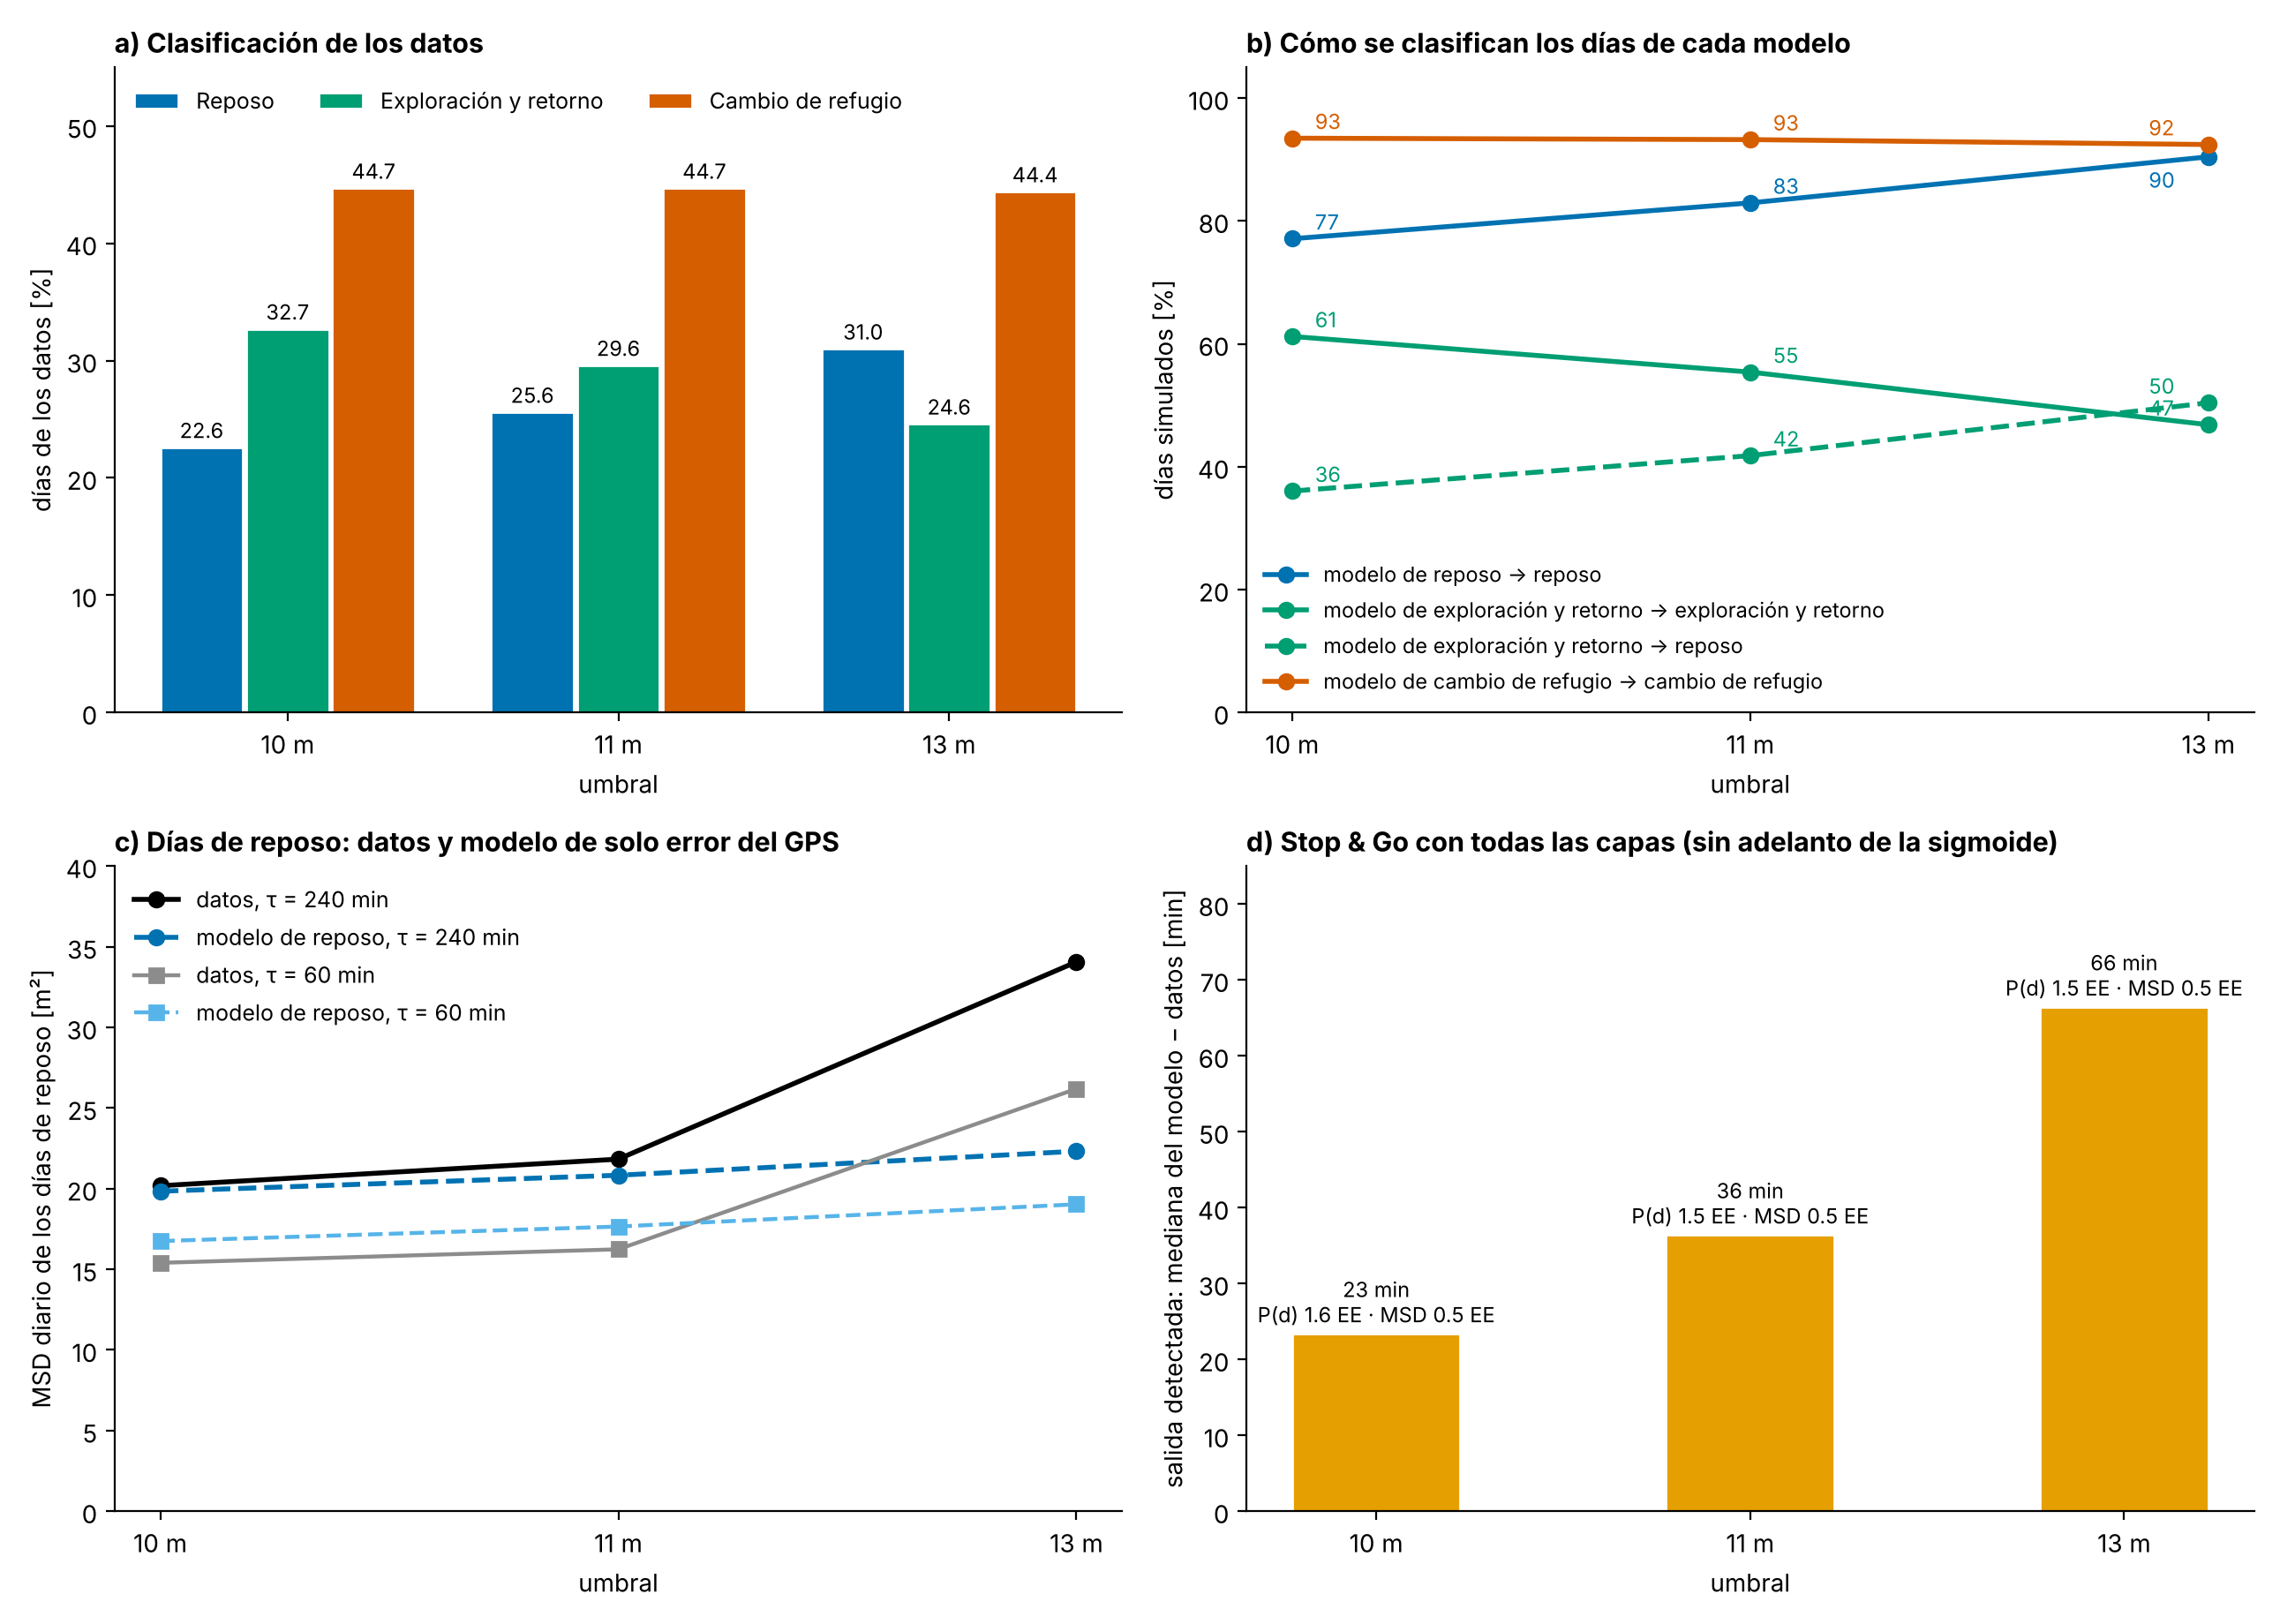 a) Clasificación de los datos
Reposo
Exploración y retorno
Cambio de refugio
días de los datos [%]
50
40
30
20
10
0
22.6
32.7
44.7
25.6
29.6
44.7
31.0
24.6
44.4
10 m
11 m
13 m
umbral
b) Cómo se clasifican los días de cada modelo
días simulados [%]
100
80
60
40
20
0
93
93
92
77
83
90
61
55
47
36
42
50
modelo de reposo → reposo
modelo de exploración y retorno → exploración y retorno
modelo de exploración y retorno → reposo
modelo de cambio de refugio → cambio de refugio
10 m
11 m
13 m
umbral
c) Días de reposo: datos y modelo de solo error del GPS
MSD diario de los días de reposo [m²]
40
35
30
25
20
15
10
5
0
datos, τ = 240 min
modelo de reposo, τ = 240 min
datos, τ = 60 min
modelo de reposo, τ = 60 min
10 m
11 m
13 m
umbral
d) Stop & Go con todas las capas (sin adelanto de la sigmoide)
salida detectada: mediana del modelo − datos [min]
80
70
60
50
40
30
20
10
0
23 min
P(d) 1.6 EE · MSD 0.5 EE
36 min
P(d) 1.5 EE · MSD 0.5 EE
66 min
P(d) 1.5 EE · MSD 0.5 EE
10 m
11 m
13 m
umbral